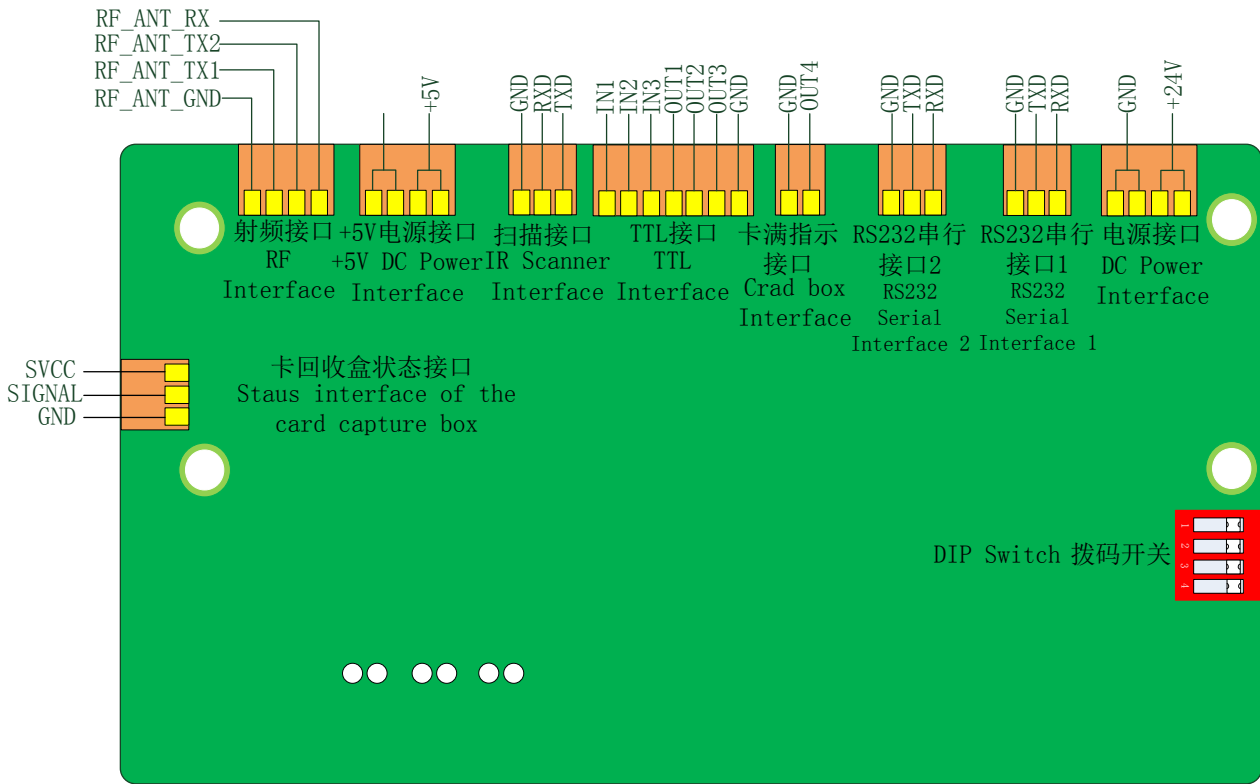 RF_ANT_RX
RF_ANT_TX2
RF_ANT_TX1
RF_ANT_GND
+5V
GND
RXD
TXD
IN1
IN2
IN3
OUT1
OUT2
OUT3
GND
GND
OUT4
GND
TXD
RXD
GND
TXD
RXD
GND
+24V
射频接口
RF
Interface
+5V电源接口
+5V DC Power
Interface
扫描接口
IR Scanner
Interface
TTL接口
TTL
Interface
卡满指示
接口
Crad box
Interface
RS232串行
接口2
RS232
Serial
Interface 2
RS232串行
接口1
RS232
Serial
Interface 1
电源接口
DC Power
Interface
SVCC
SIGNAL
GND
卡回收盒状态接口
Staus interface of the
card capture box
DIP Switch 拨码开关
1
2
3
4